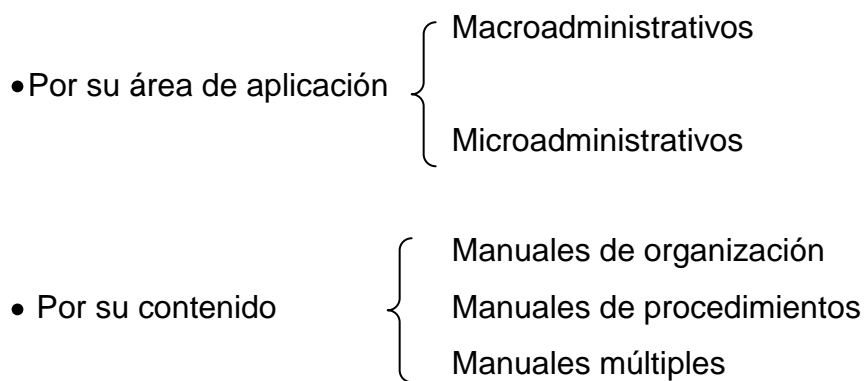 Macroadministrativos
•Por su área de aplicación
Microadministrativos
Manuales de organización
• Por su contenido
Manuales de procedimientos
Manuales múltiples